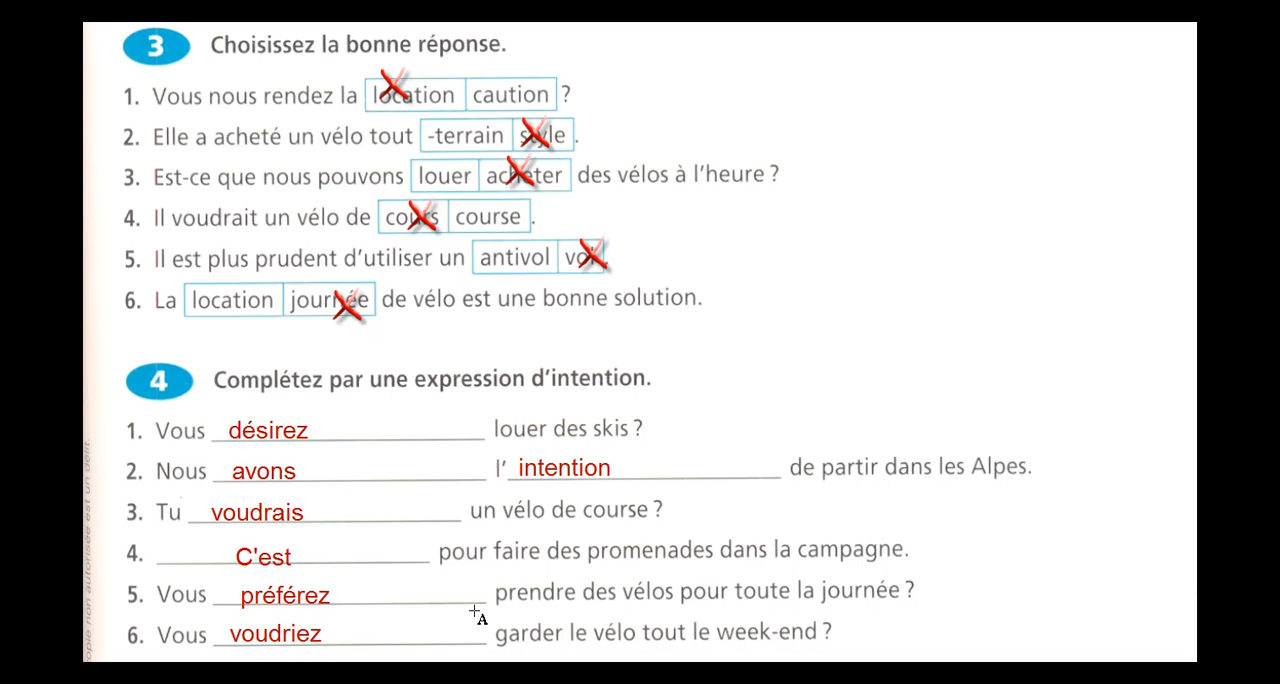 3 Choisissez la bonne réponse.
1. Vous nous rendez la location caution ?
2. Elle a acheté un vélo tout -terrain style .
3. Est-ce que nous pouvons louer acheter des vélos à l'heure ?
4. Il voudrait un vélo de cours course .
5. Il est plus prudent d'utiliser un antivol vol .
6. La location journée de vélo est une bonne solution.
4 Complétez par une expression d'intention.
1. Vous désirez louer des skis ?
2. Nous avons l' intention de partir dans les Alpes.
3. Tu voudrais un vélo de course ?
4. C'est pour faire des promenades dans la campagne.
5. Vous préférez prendre des vélos pour toute la journée ?
6. Vous voudriez garder le vélo tout le week-end ?
opie non autorisée est un délit.
A